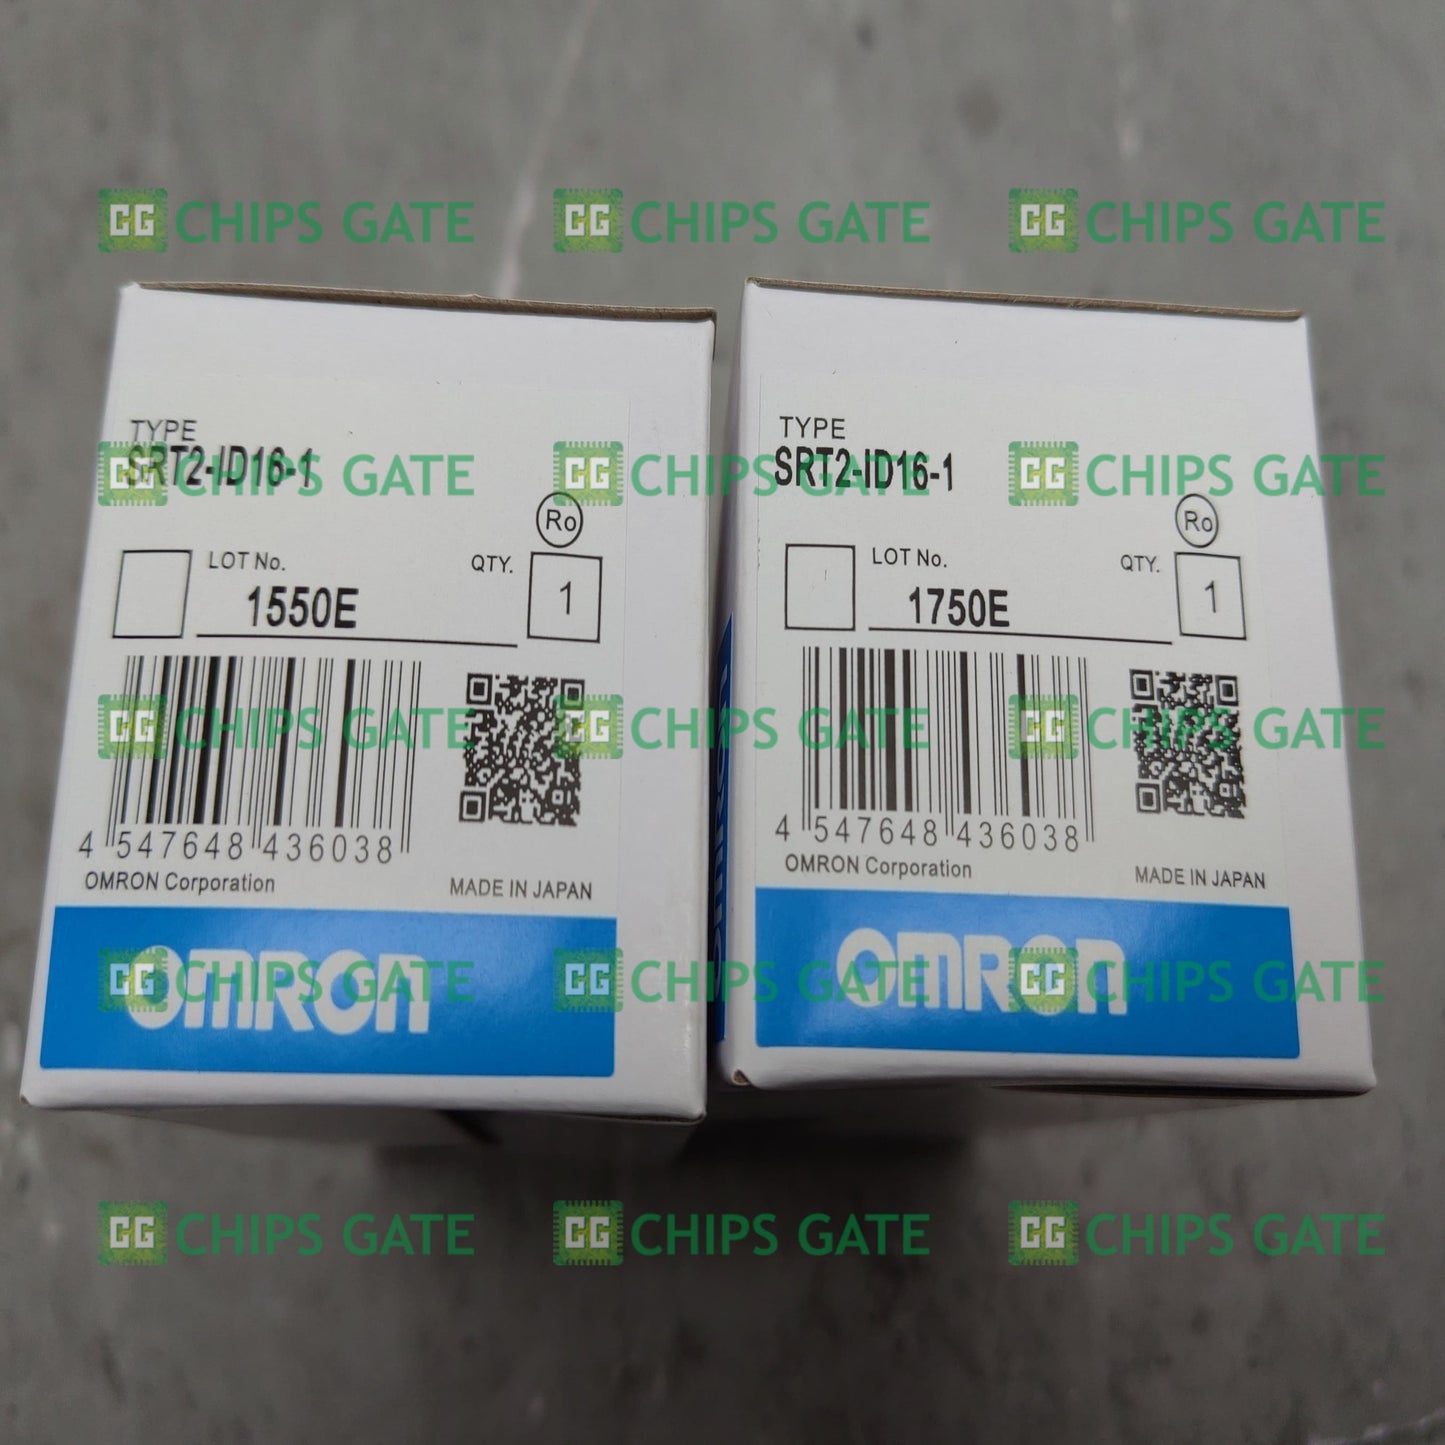 CG CHIPS GATE CG CHIPS GATE CG CHIPS GATE
TYPE
SRT2-ID16-1
Ro
LOT No.
1550E
QTY.
1
4 547648 436038
OMRON Corporation
MADE IN JAPAN
OMRON
TYPE
SRT2-ID16-1
Ro
LOT No.
1750E
QTY.
1
4 547648 436038
OMRON Corporation
MADE IN JAPAN
OMRON
OMRON
CG CHIPS GATE CG CHIPS GATE CG CHIPS GATE
CG CHIPS GATE CG CHIPS GATE CG CHIPS GATE
CG CHIPS GATE CG CHIPS GATE CG CHIPS GATE
CG CHIPS GATE CG CHIPS GATE CG CHIPS GATE